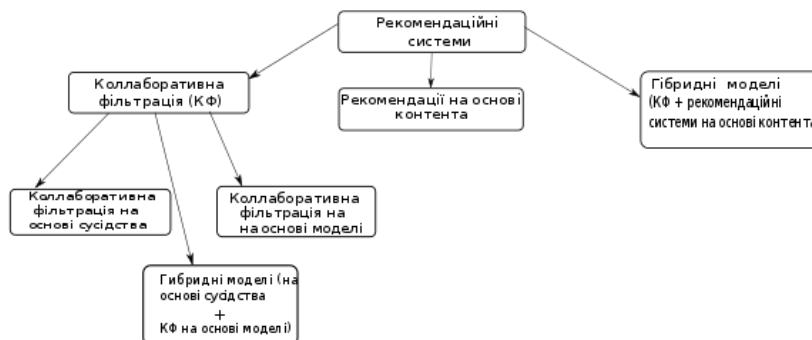 Рекомендаційні
системи
Коллаборативна
фільтрація (КФ)
Рекомендації на основі
контента
Гібридні моделі
(КФ + рекомендаційні
системи на основі контента
Коллаборативна
фільтрація на
основі сусідства
Коллаборативна
фільтрація на
на основі моделі
Гибридні моделі (на
основі сусідства
+
КФ на основі моделі)